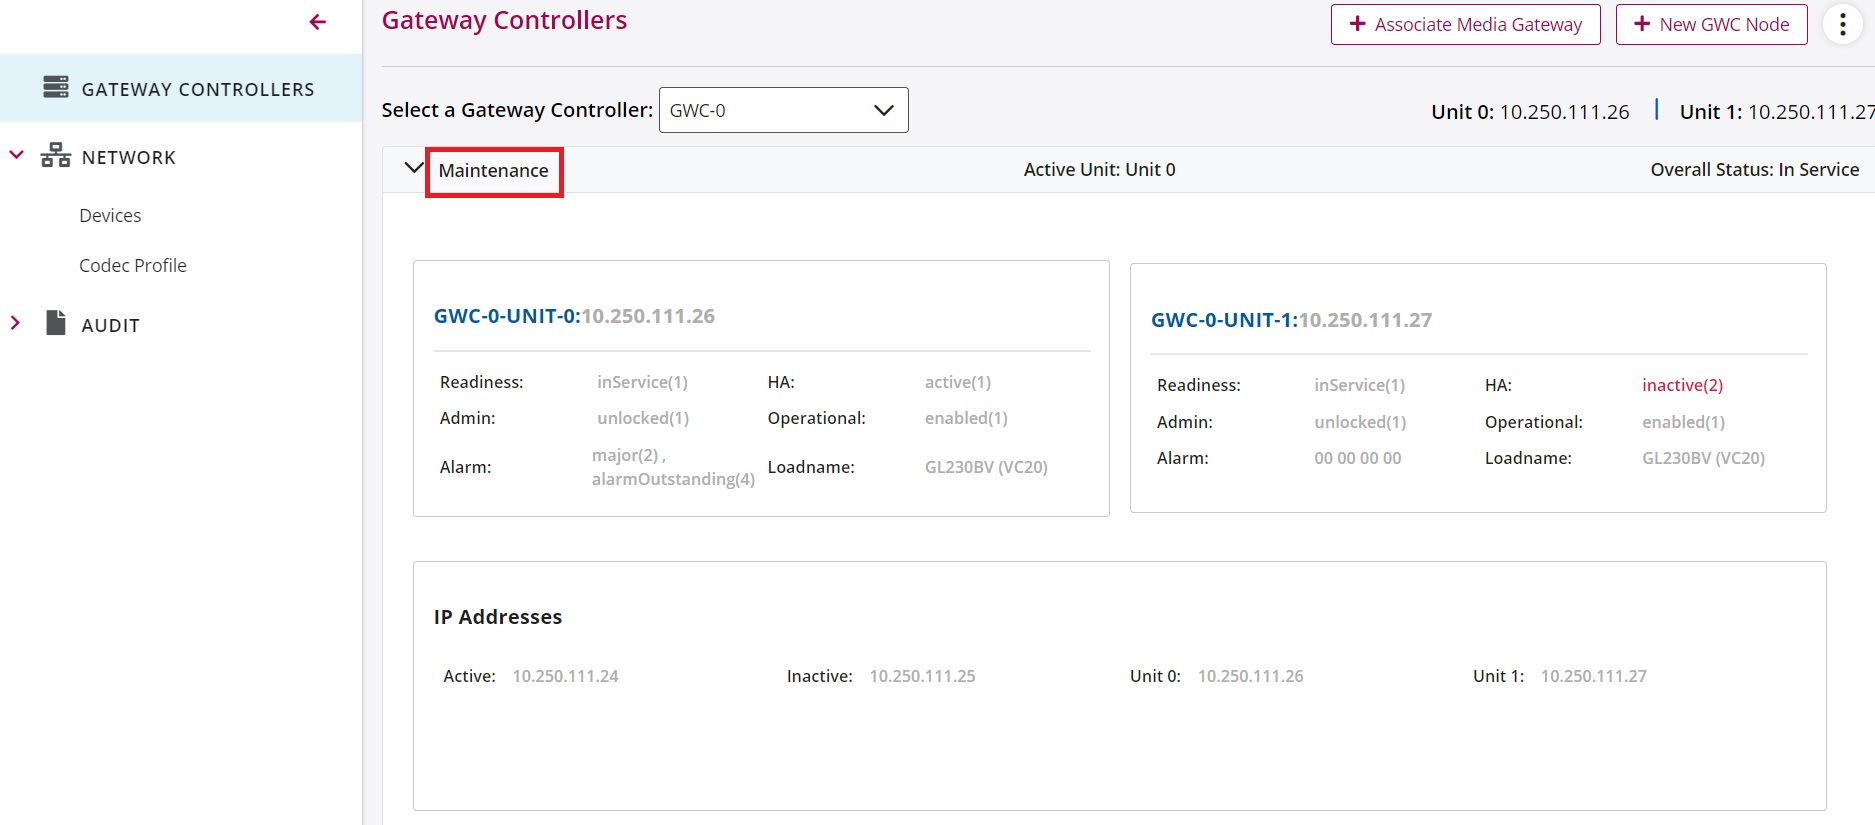 Gateway Controllers
Associate Media Gateway
New GWC Node
GATEWAY CONTROLLERS
NETWORK
Devices
Codec Profile
AUDIT
Select a Gateway Controller: GWC-0
Unit 0: 10.250.111.26 Unit 1: 10.250.111.27
Maintenance Active Unit: Unit 0 Overall Status: In Service
GWC-0-UNIT-0:10.250.111.26
Readiness: inService(1) HA: active(1)
Admin: unlocked(1) Operational: enabled(1)
Alarm: major(2) , alarmOutstanding(4) Loadname: GL230BV (VC20)
GWC-0-UNIT-1:10.250.111.27
Readiness: inService(1) HA: inactive(2)
Admin: unlocked(1) Operational: enabled(1)
Alarm: 00 00 00 00 Loadname: GL230BV (VC20)
IP Addresses
Active: 10.250.111.24 Inactive: 10.250.111.25 Unit 0: 10.250.111.26 Unit 1: 10.250.111.27